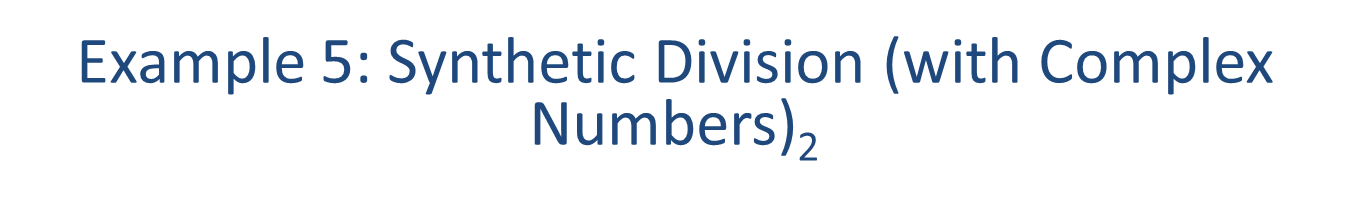 Example 5: Synthetic Division (with Complex
Numbers)₂